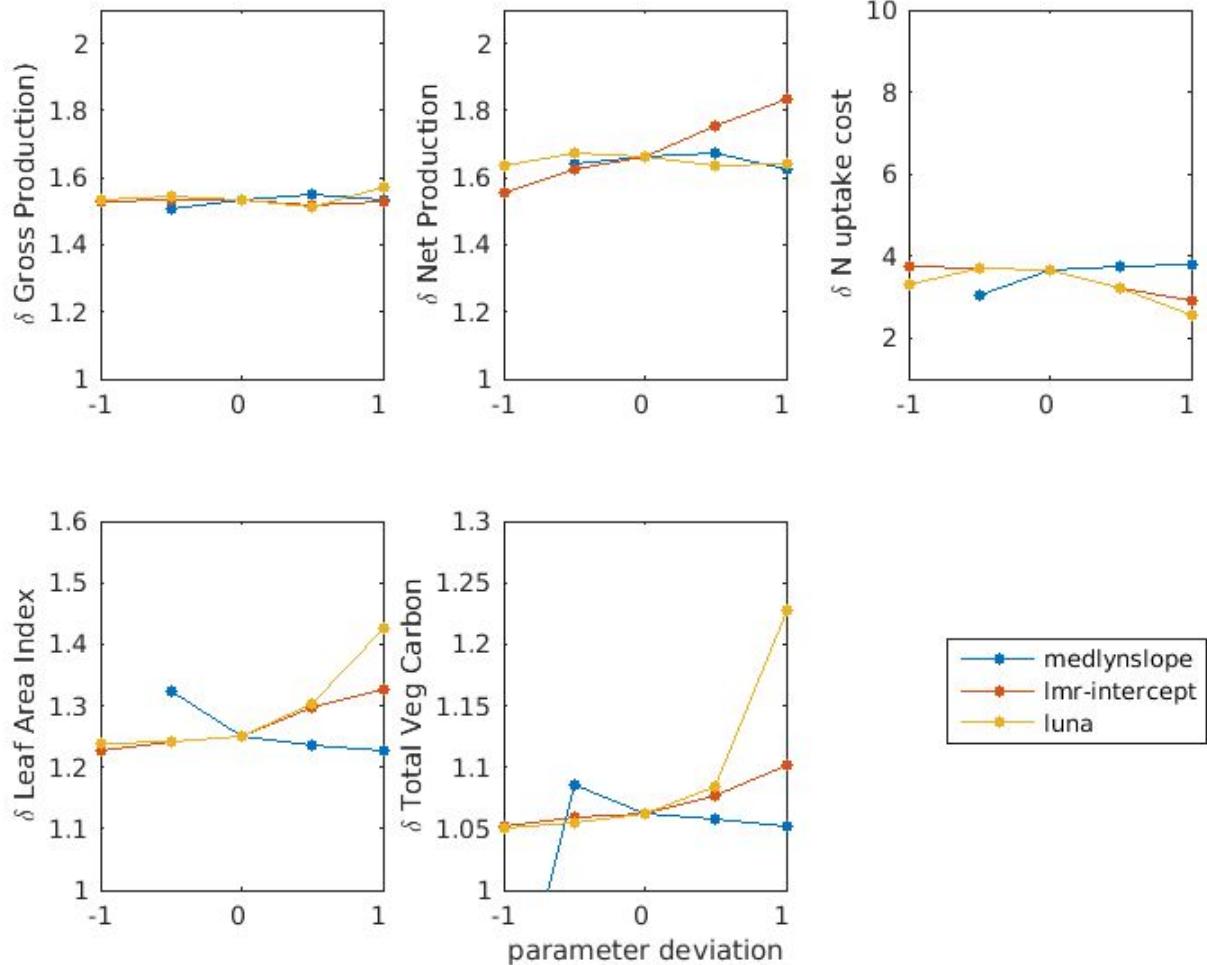 δ Gross Production)
2
1.8
1.6
1.4
1.2
1
-1 0 1
δ Net Production
2
1.8
1.6
1.4
1.2
1
-1 0 1
δ N uptake cost
10
8
6
4
2
-1 0 1
δ Leaf Area Index
1.6
1.5
1.4
1.3
1.2
1.1
1
-1 0 1
δ Total Veg Carbon
1.3
1.25
1.2
1.15
1.1
1.05
1
-1 0 1
parameter deviation
medlynslope
lmr-intercept
luna